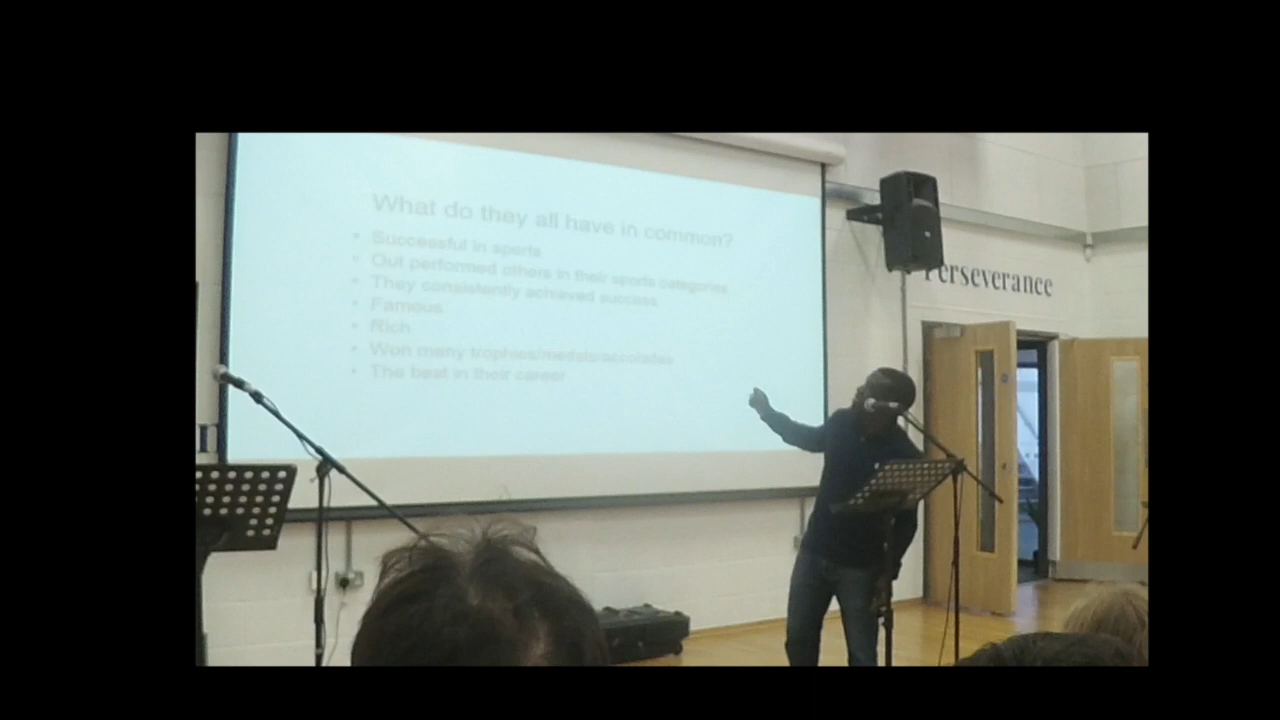 What do they all have in common?
• Successful in sports
• Out performed others in their sports categories
• They consistently achieved success
• Famous
• Rich
• Won many trophies/medals/accolades
• The best in their career
Perseverance